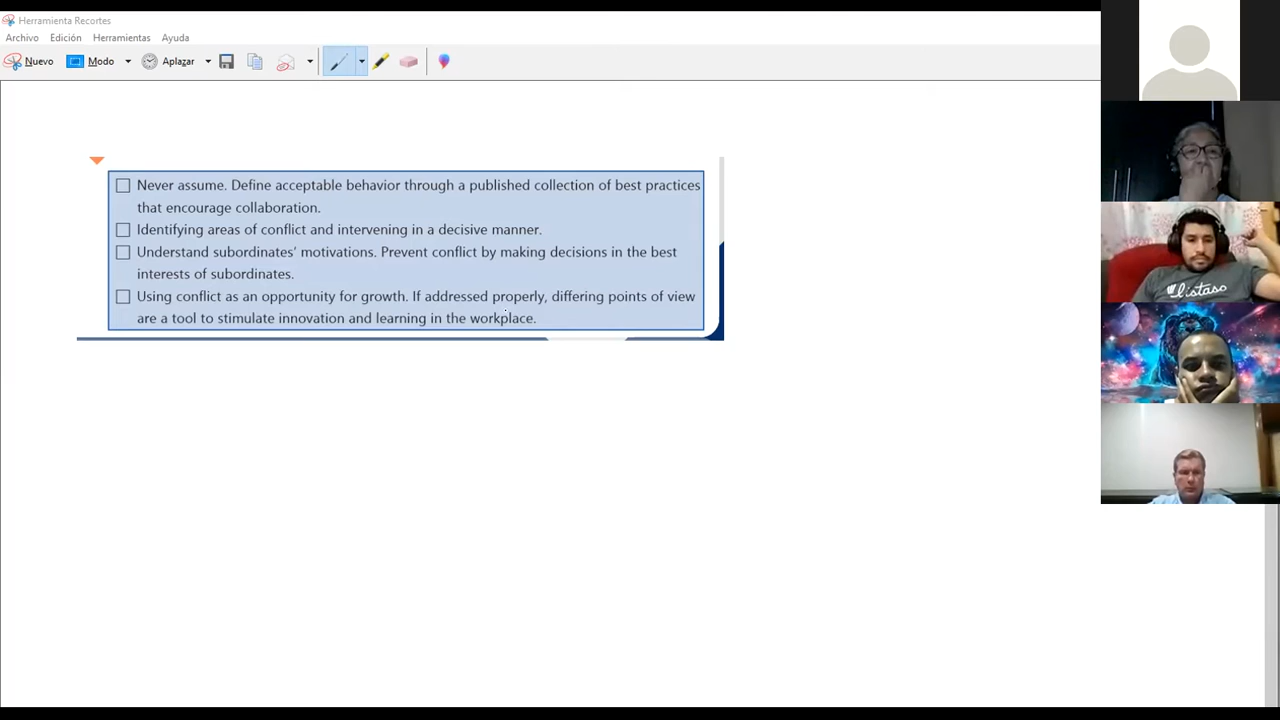 Herramienta Recortes
Archivo Edición Herramientas Ayuda
Nuevo Modo Aplazar
Never assume. Define acceptable behavior through a published collection of best practices
that encourage collaboration.
Identifying areas of conflict and intervening in a decisive manner.
Understand subordinates' motivations. Prevent conflict by making decisions in the best
interests of subordinates.
Using conflict as an opportunity for growth. If addressed properly, differing points of view
are a tool to stimulate innovation and learning in the workplace.
listaso